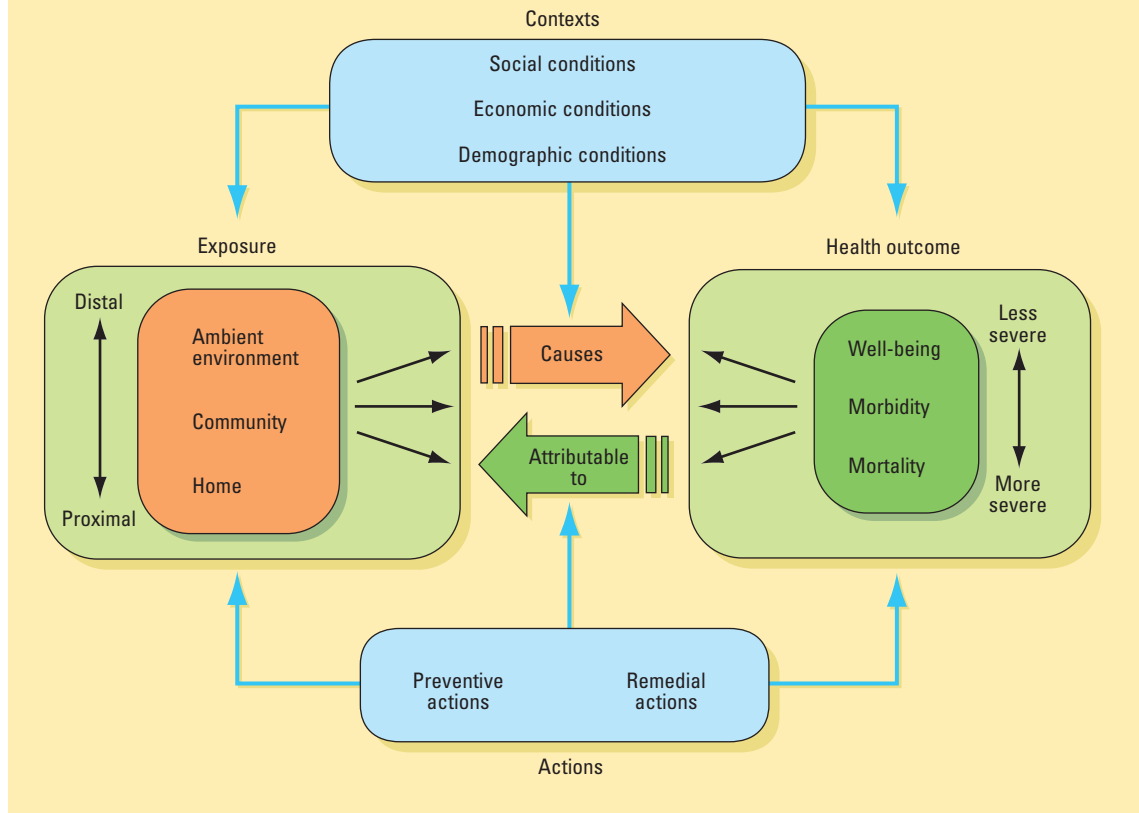 Contexts
Social conditions
Economic conditions
Demographic conditions
Exposure
Distal
Proximal
Ambient
environment
Community
Home
Causes
Attributable
to
Health outcome
Well-being
Morbidity
Mortality
Less
severe
More
severe
Preventive
actions
Remedial
actions
Actions